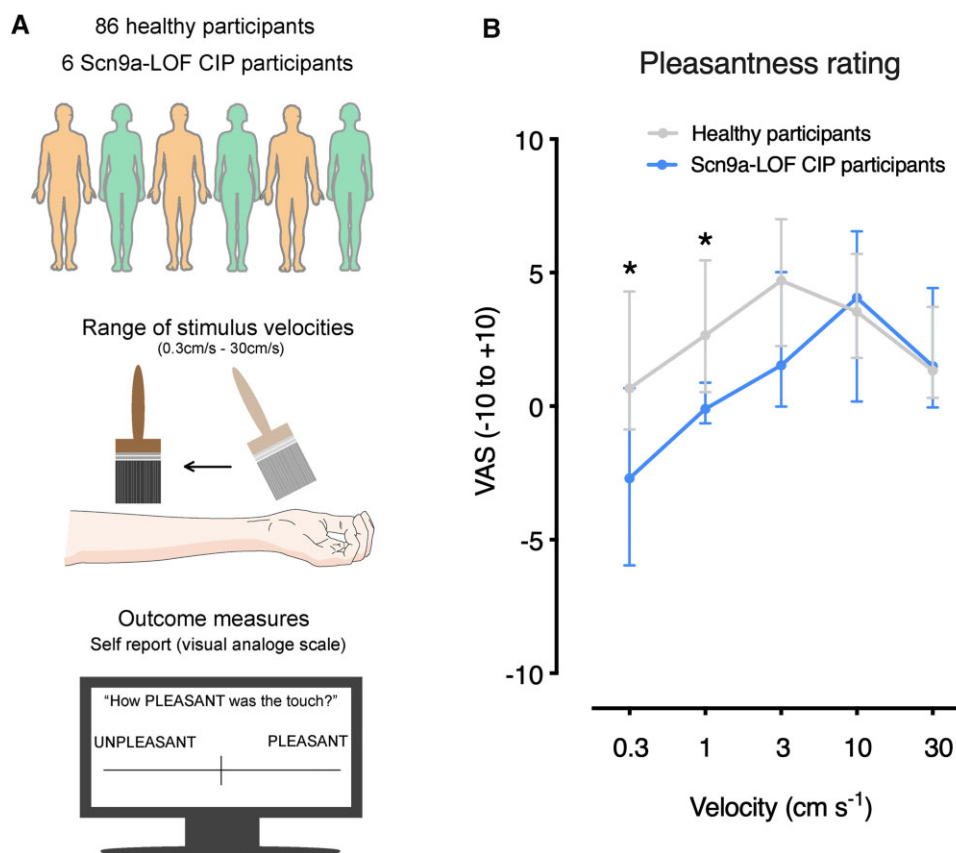 A
86 healthy participants
6 Scn9a-LOF CIP participants
Range of stimulus velocities
(0.3cm/s - 30cm/s)
Outcome measures
Self report (visual analoge scale)
“How PLEASANT was the touch?”
UNPLEASANT
PLEASANT
B
Pleasantness rating
Healthy participants
Scn9a-LOF CIP participants
*
*
VAS (-10 to +10)
10
5
0
-5
-10
0.3
1
3
10
30
Velocity (cm s⁻¹)